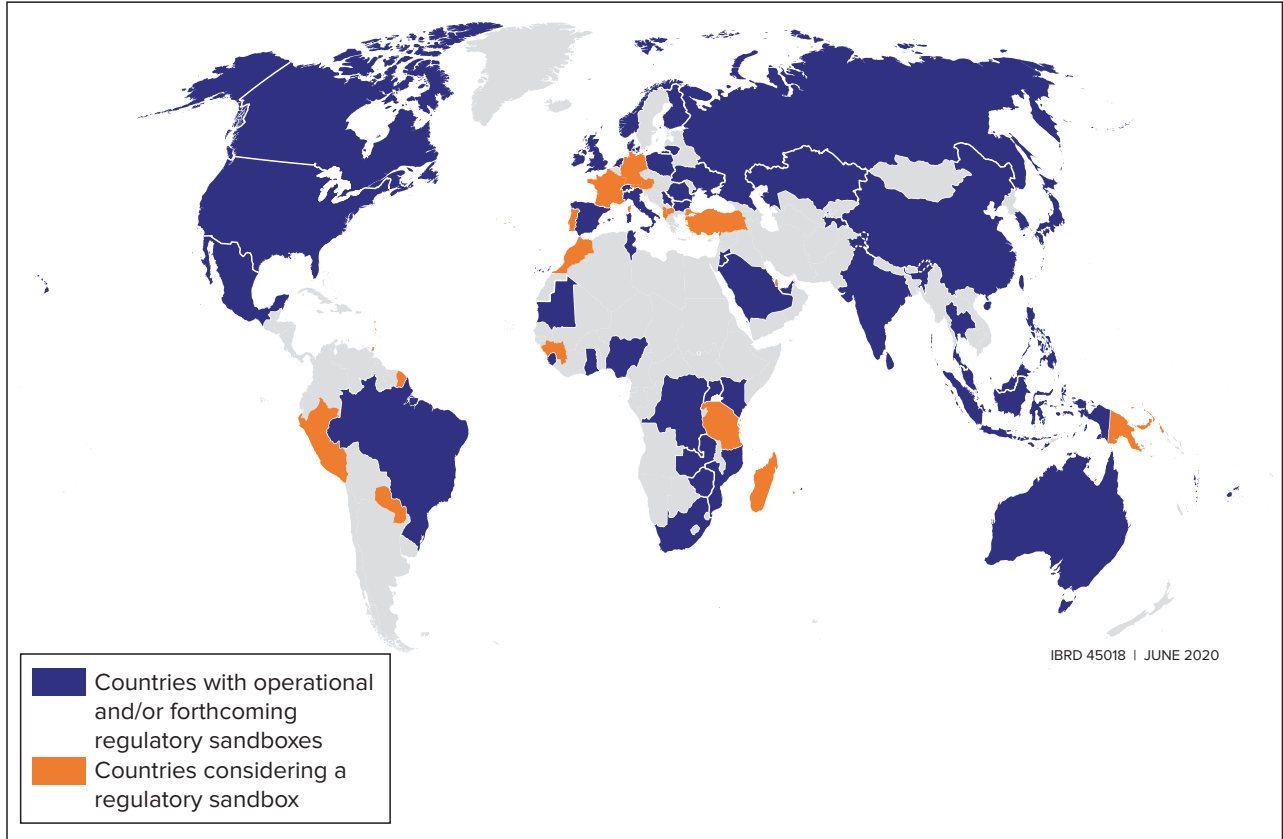 IBRD 45018 | JUNE 2020
Countries with operational
and/or forthcoming
regulatory sandboxes
Countries considering a
regulatory sandbox